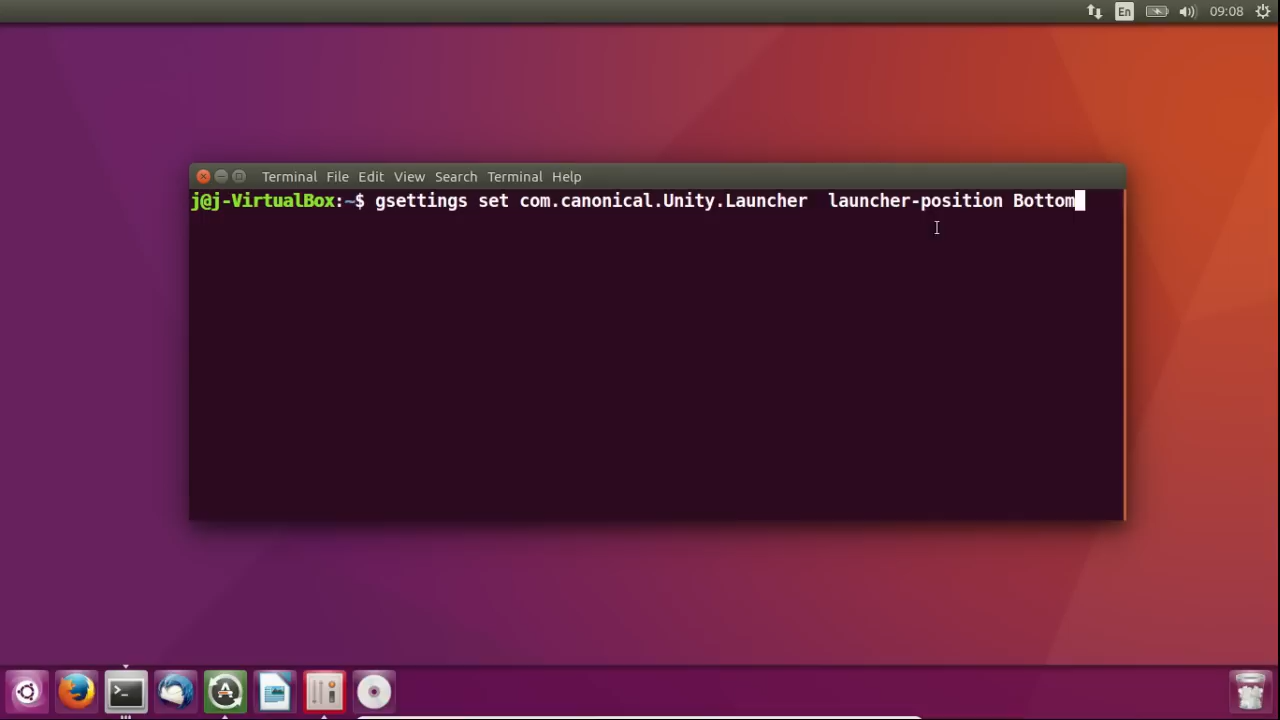 En 09:08
Terminal File Edit View Search Terminal Help
j@j-VirtualBox:~$ gsettings set com.canonical.Unity.Launcher  launcher-position Bottom